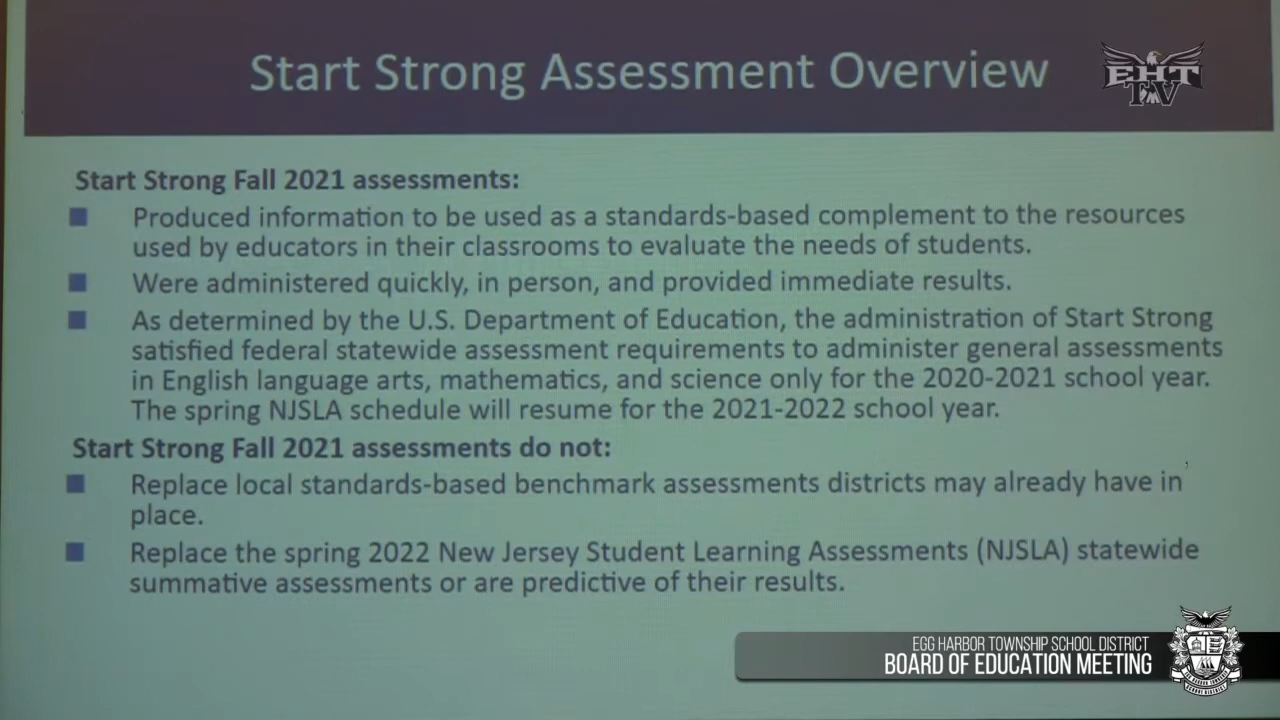 Start Strong Assessment Overview
EHT
TV
Start Strong Fall 2021 assessments:
Produced information to be used as a standards-based complement to the resources
used by educators in their classrooms to evaluate the needs of students.
Were administered quickly, in person, and provided immediate results.
As determined by the U.S. Department of Education, the administration of Start Strong
satisfied federal statewide assessment requirements to administer general assessments
in English language arts, mathematics, and science only for the 2020-2021 school year.
The spring NJSLA schedule will resume for the 2021-2022 school year.
Start Strong Fall 2021 assessments do not:
Replace local standards-based benchmark assessments districts may already have in
place.
Replace the spring 2022 New Jersey Student Learning Assessments (NJSLA) statewide
summative assessments or are predictive of their results.
EGG HARBOR TOWNSHIP SCHOOL DISTRICT
BOARD OF EDUCATION MEETING